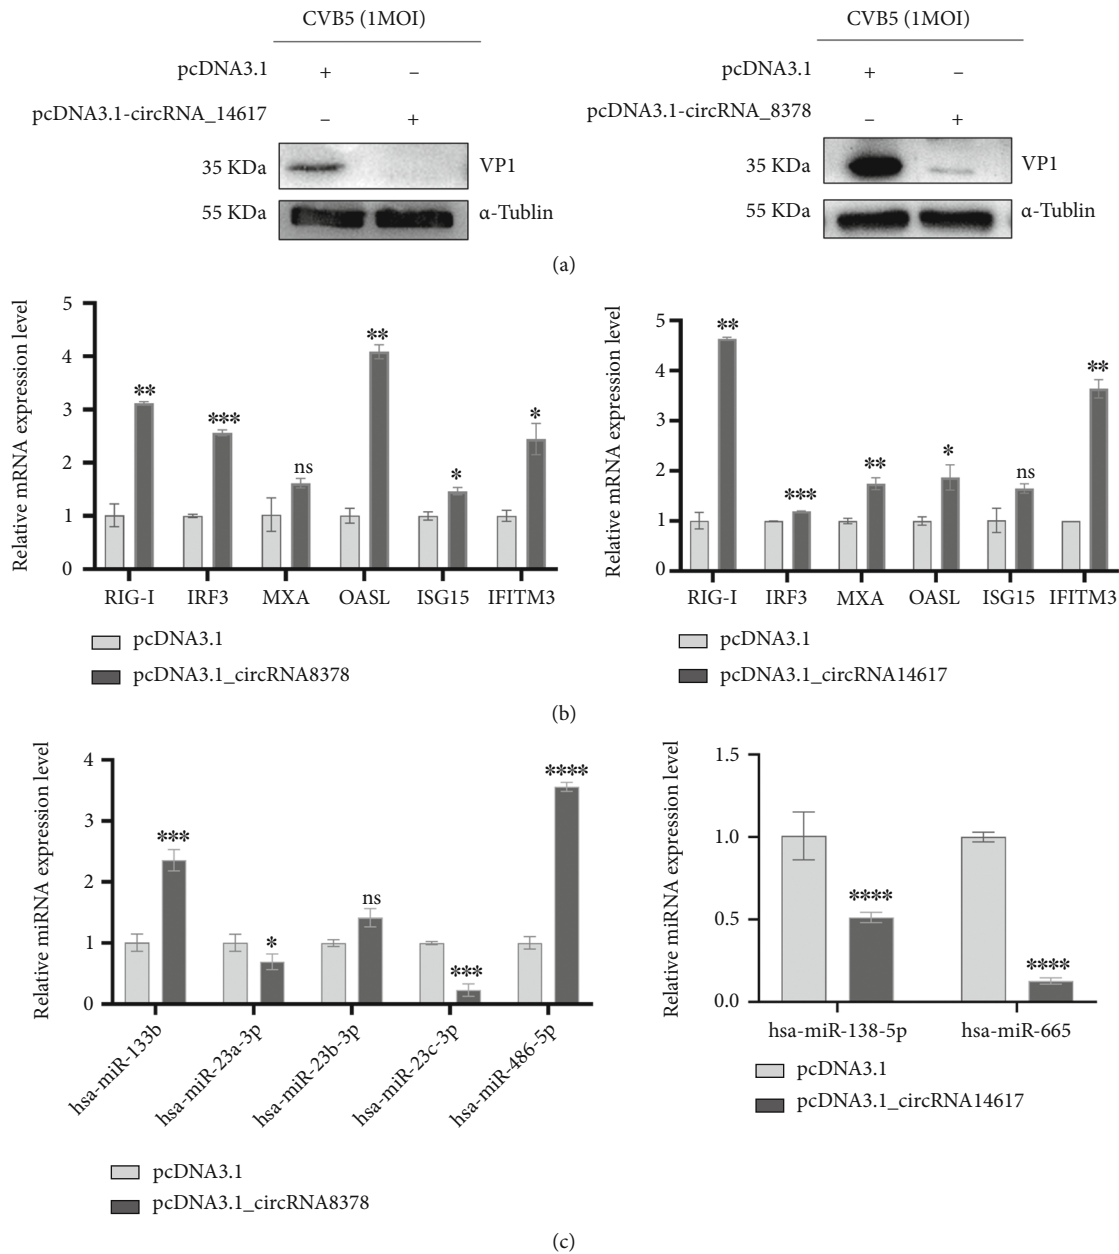 CVB5 (1MOI)
pcDNA3.1 + –
pcDNA3.1-circRNA_14617 – +
35 KDa VP1
55 KDa α-Tublin
CVB5 (1MOI)
pcDNA3.1 + –
pcDNA3.1-circRNA_8378 – +
35 KDa VP1
55 KDa α-Tublin
(a)
Relative mRNA expression level
5
4
3
2
1
0
** *** ns ** * *
RIG-I IRF3 MXA OASL ISG15 IFITM3
pcDNA3.1
pcDNA3.1_circRNA8378
Relative mRNA expression level
5
4
3
2
1
0
** *** ** * ns **
RIG-I IRF3 MXA OASL ISG15 IFITM3
pcDNA3.1
pcDNA3.1_circRNA14617
(b)
Relative miRNA expression level
4
3
2
1
0
*** * ns *** ****
hsa-miR-133b
hsa-miR-23a-3p
hsa-miR-23b-3p
hsa-miR-23c-3p
hsa-miR-486-5p
pcDNA3.1
pcDNA3.1_circRNA8378
Relative miRNA expression level
1.5
1.0
0.5
0.0
**** ****
hsa-miR-138-5p hsa-miR-665
pcDNA3.1
pcDNA3.1_circRNA14617
(c)